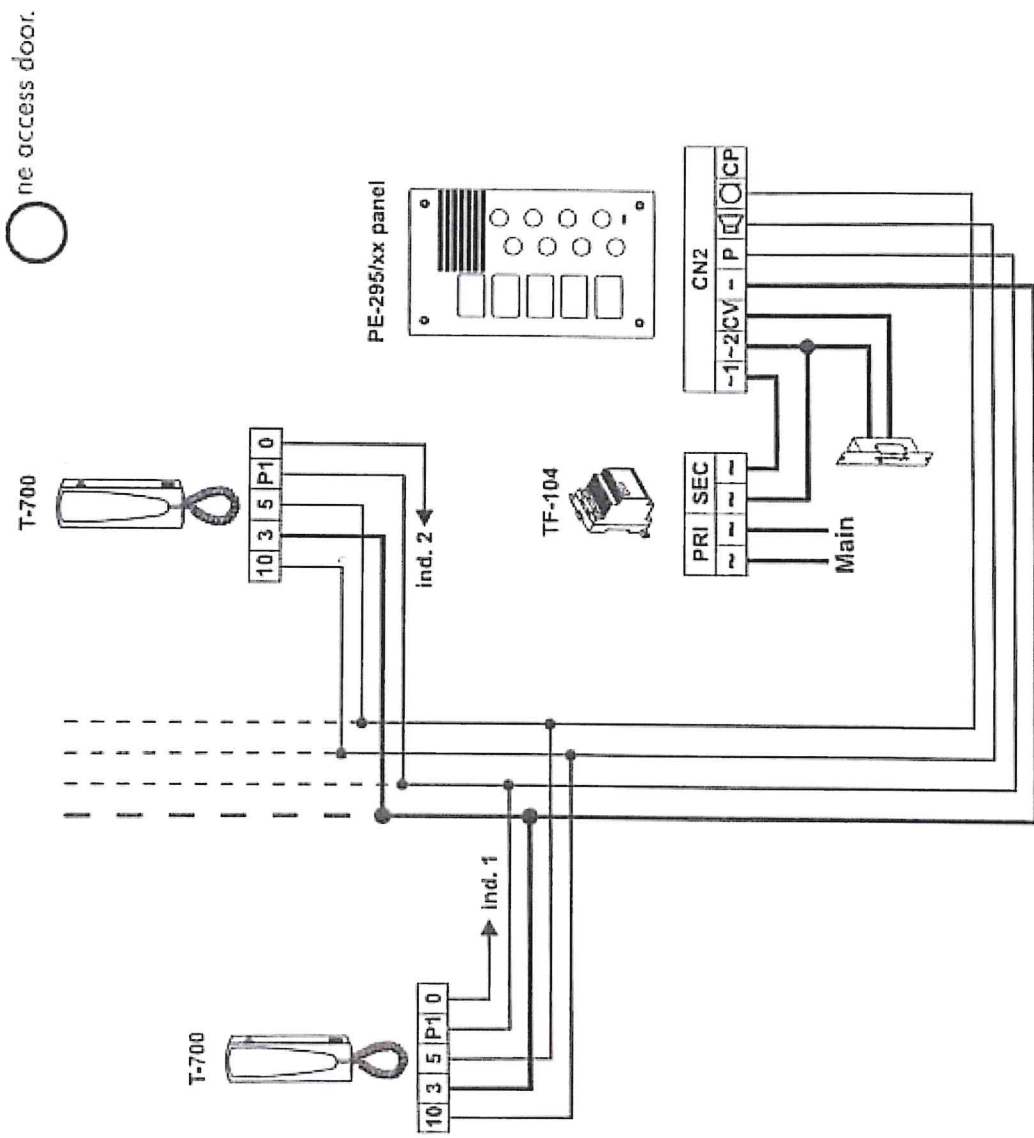 One access door.
T-700
10 3 5 P1 0
ind. 2
T-700
10 3 5 P1 0
ind. 1
PE-295/xx panel
TF-104
PRI SEC
~ ~ ~ ~
Main
CN2
~1 ~2 CV - P CP